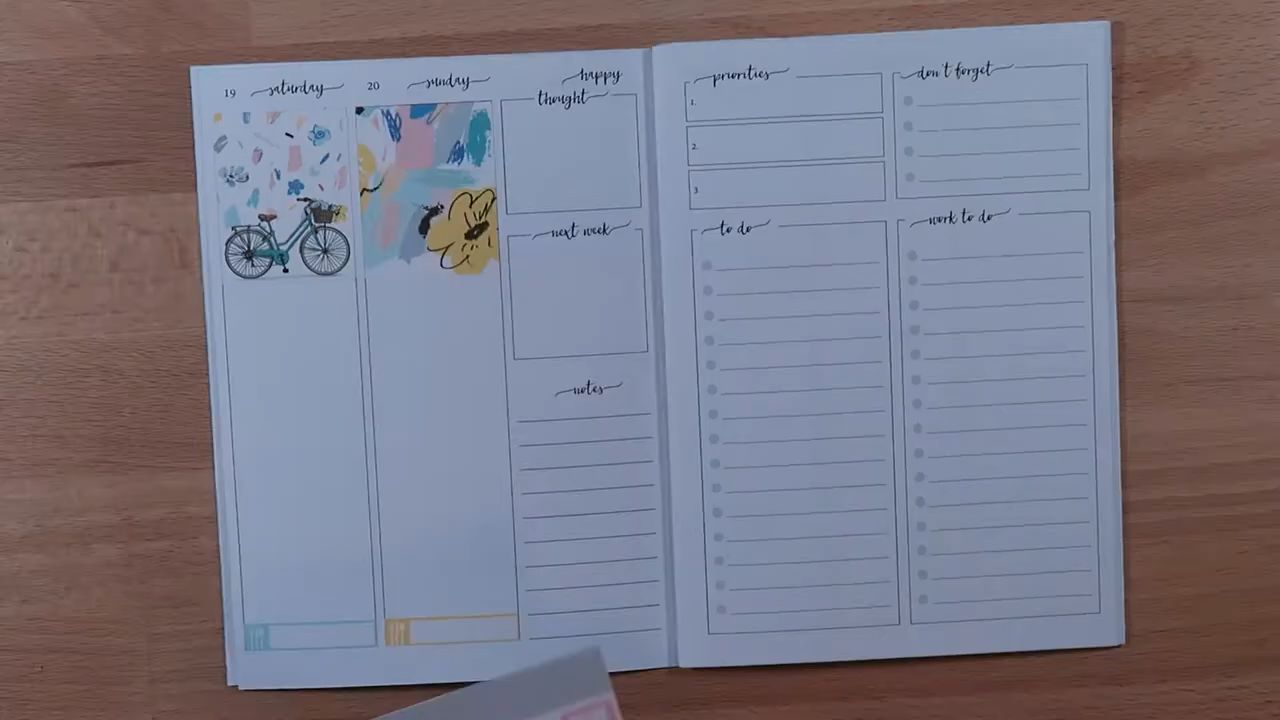 19 saturday
20 sunday
happy
thought
next week
notes
priorities
1.
2.
3
don't forget
to do
work to do